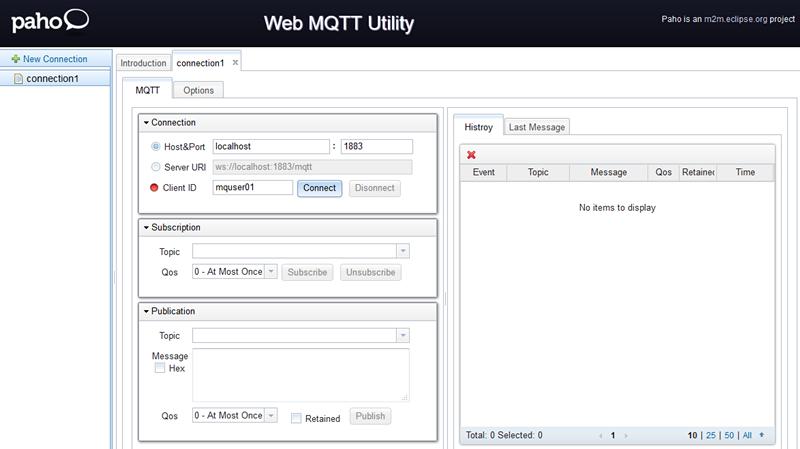 paho
Web MQTT Utility
Paho is an m2m.eclipse.org project
New Connection
connection1
Introduction
connection1
MQTT
Options
Connection
Host&Port
localhost
:
1883
Server URI
ws://localhost:1883/mqtt
Client ID
mquser01
Connect
Disonnect
Subscription
Topic
Qos
0 - At Most Once
Subscribe
Unsubscribe
Publication
Topic
Message
Hex
Qos
0 - At Most Once
Retained
Publish
Histroy
Last Message
Event
Topic
Message
Qos
Retained
Time
No items to display
Total: 0 Selected: 0
1
10 | 25 | 50 | All